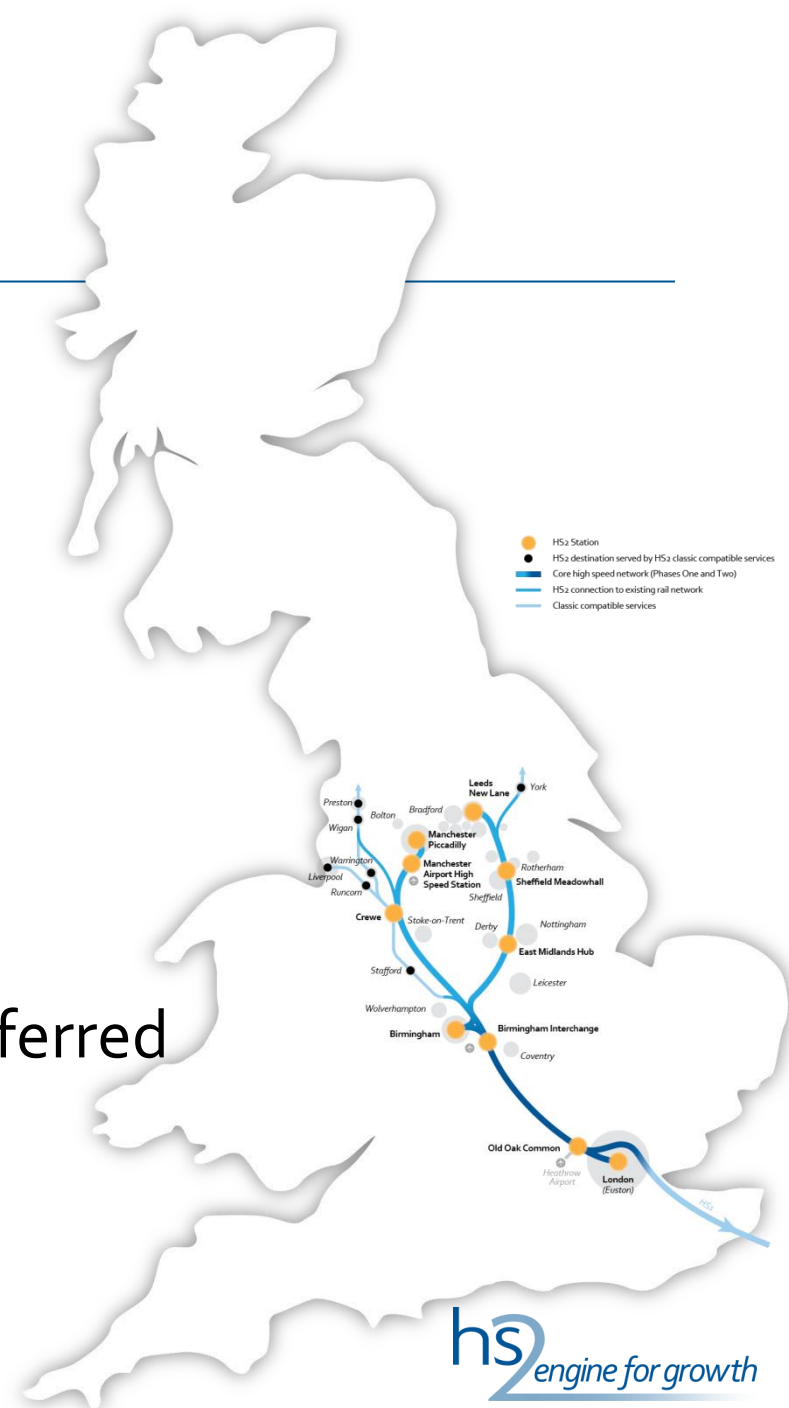 HS2 Station
HS2 destination served by HS2 classic compatible services
Core high speed network (Phases One and Two)
HS2 connection to existing rail network
Classic compatible services
Leeds
New Lane
York
Preston
Bolton
Bradford
Wigan
Manchester
Piccadilly
Warrington
Manchester
Airport High
Speed Station
Liverpool
Runcorn
Rotherham
Sheffield Meadowhall
Sheffield
Crewe
Stoke-on-Trent
Derby
Nottingham
East Midlands Hub
Stafford
Leicester
Wolverhampton
ferred
Birmingham
Birmingham Interchange
Coventry
Old Oak Common
Heathrow
Airport
London
(Euston)
HS1
hs2 engine for growth